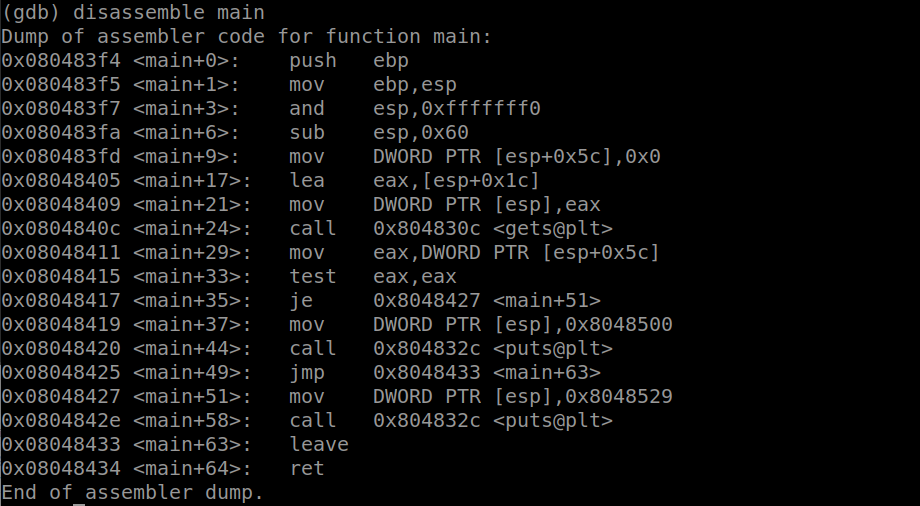 (gdb) disassemble main
Dump of assembler code for function main:
0x080483f4 <main+0>:   push   ebp
0x080483f5 <main+1>:   mov    ebp,esp
0x080483f7 <main+3>:   and    esp,0xfffffff0
0x080483fa <main+6>:   sub    esp,0x60
0x080483fd <main+9>:   mov    DWORD PTR [esp+0x5c],0x0
0x08048405 <main+17>:  lea    eax,[esp+0x1c]
0x08048409 <main+21>:  mov    DWORD PTR [esp],eax
0x0804840c <main+24>:  call   0x804830c <gets@plt>
0x08048411 <main+29>:  mov    eax,DWORD PTR [esp+0x5c]
0x08048415 <main+33>:  test   eax,eax
0x08048417 <main+35>:  je     0x8048427 <main+51>
0x08048419 <main+37>:  mov    DWORD PTR [esp],0x8048500
0x08048420 <main+44>:  call   0x804832c <puts@plt>
0x08048425 <main+49>:  jmp    0x8048433 <main+63>
0x08048427 <main+51>:  mov    DWORD PTR [esp],0x8048529
0x0804842e <main+58>:  call   0x804832c <puts@plt>
0x08048433 <main+63>:  leave
0x08048434 <main+64>:  ret
End of assembler dump.